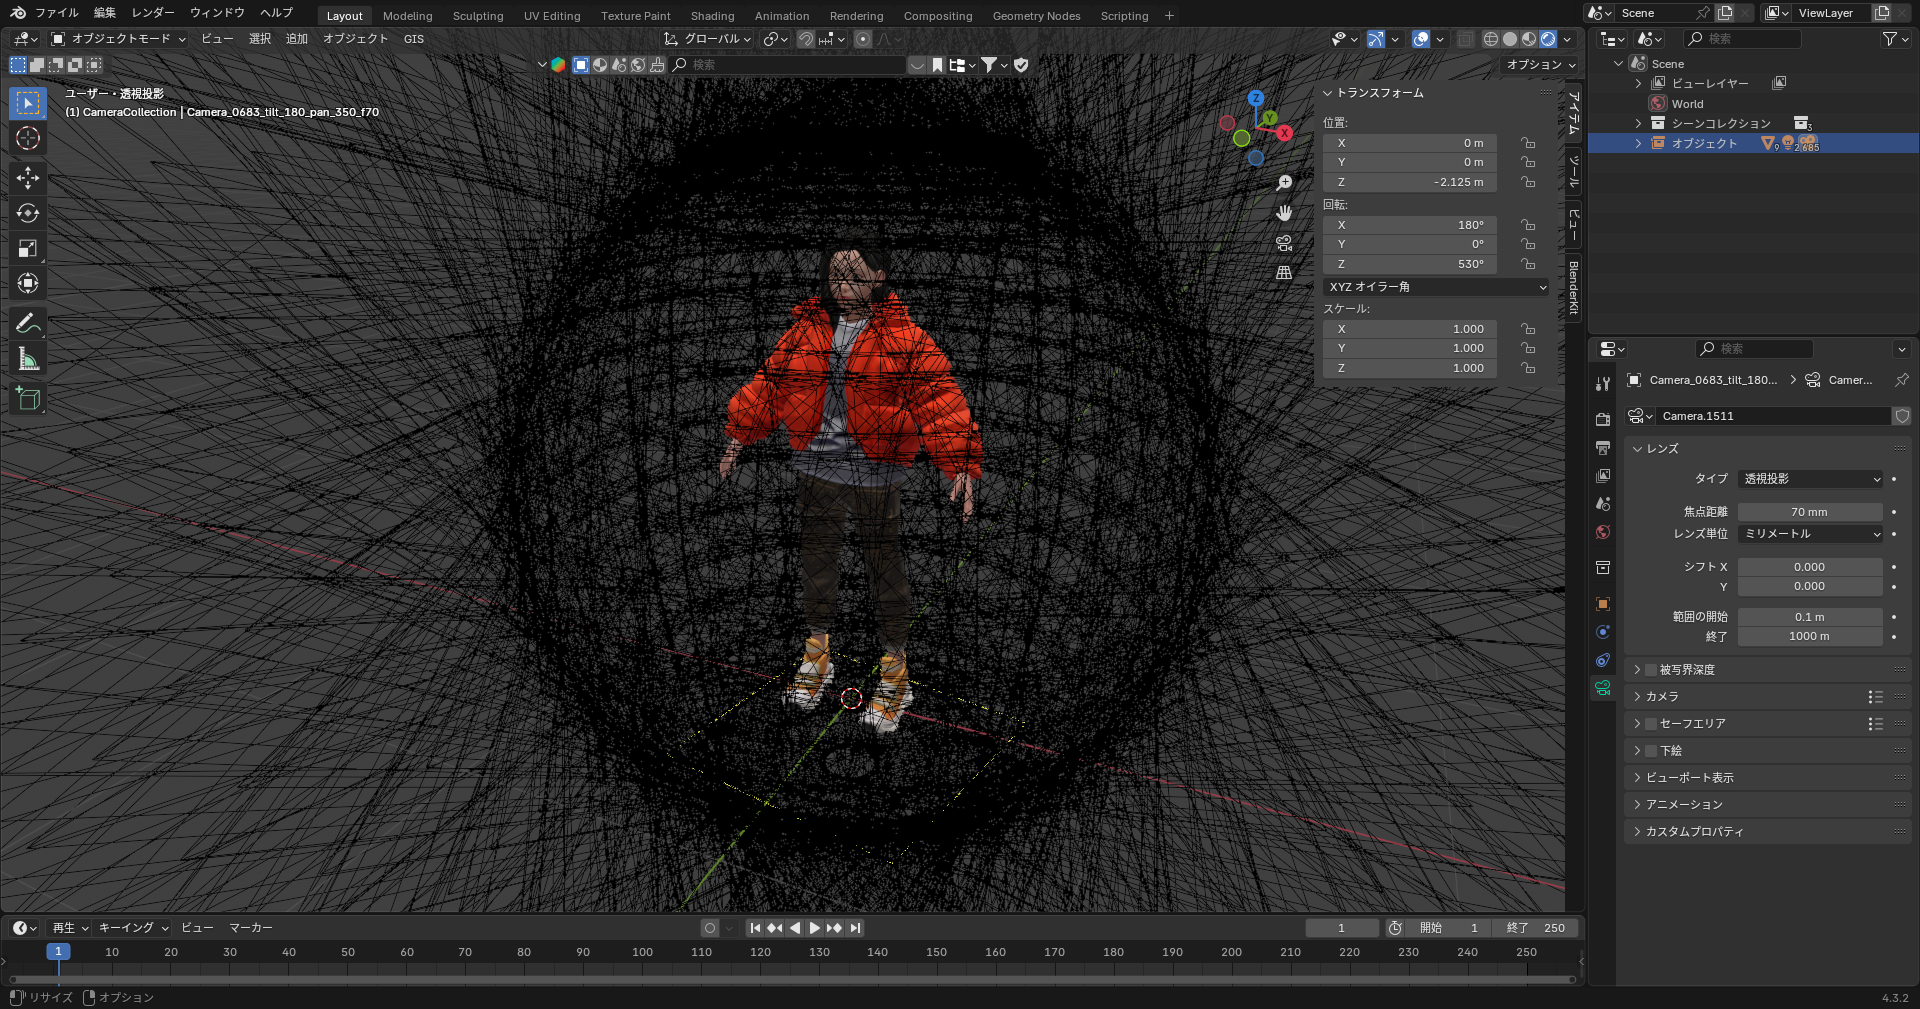 ファイル 編集 レンダー ウィンドウ ヘルプ Layout Modeling Sculpting UV Editing Texture Paint Shading Animation Rendering Compositing Geometry Nodes Scripting Scene ViewLayer
オブジェクトモード ビュー 選択 追加 オブジェクト GIS グローバル
検索 オプション
ユーザー・透視投影
(1) CameraCollection | Camera_0683_tilt_180_pan_350_f70
Z
Y
X
トランスフォーム
位置:
X 0 m
Y 0 m
Z -2.125 m
回転:
X 180°
Y 0°
Z 530°
XYZ オイラー角
スケール:
X 1.000
Y 1.000
Z 1.000
アイテム
ツール
ビュー
BlenderKit
検索
Scene
ビューレイヤー
World
シーンコレクション 3
オブジェクト 9 2 685
検索
Camera_0683_tilt_180... Camer...
Camera.1511
レンズ
タイプ 透視投影
焦点距離 70 mm
レンズ単位 ミリメートル
シフト X 0.000
Y 0.000
範囲の開始 0.1 m
終了 1000 m
被写界深度
カメラ
セーフエリア
下絵
ビューポート表示
アニメーション
カスタムプロパティ
再生 キーイング ビュー マーカー 1 開始 1 終了 250
1 10 20 30 40 50 60 70 80 90 100 110 120 130 140 150 160 170 180 190 200 210 220 230 240 250
リサイズ オプション 4.3.2